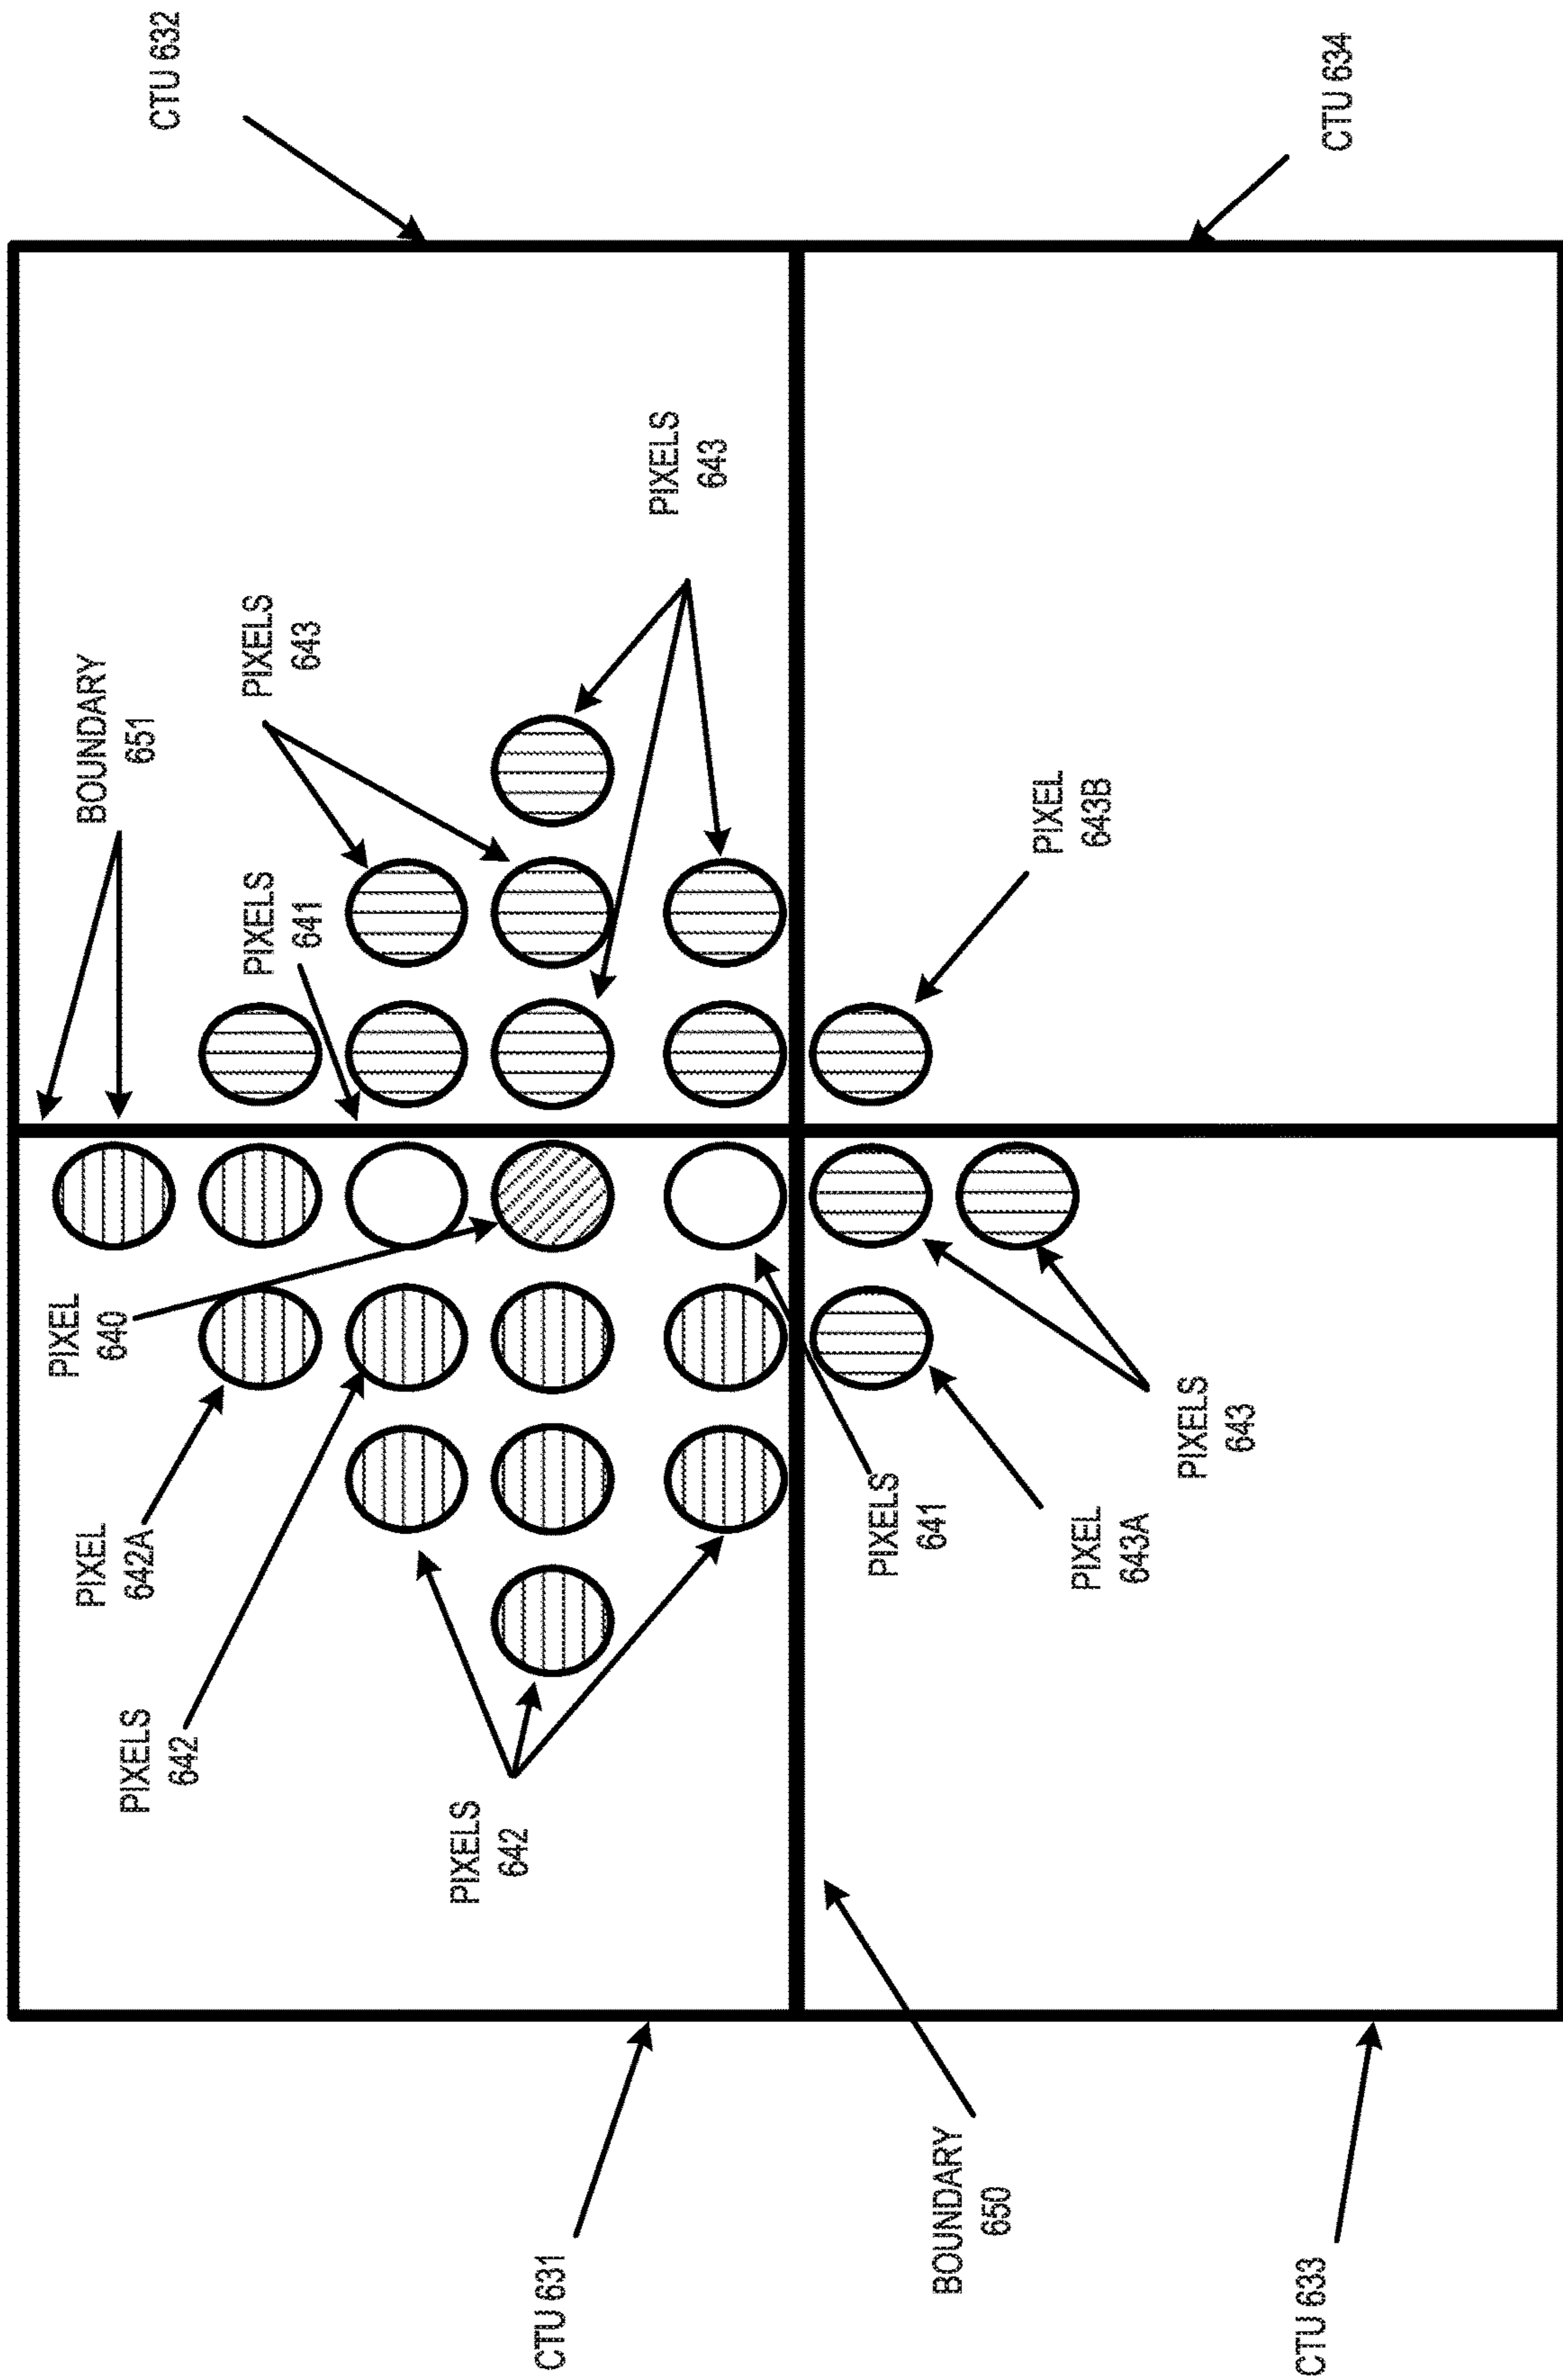 CTU 631
CTU 633
BOUNDARY
650
PIXELS
642
PIXELS
642
PIXEL
642A
PIXEL
640
PIXELS
641
PIXEL
643A
PIXELS
643
BOUNDARY
651
PIXELS
641
PIXELS
643
PIXELS
643
PIXEL
643B
CTU 632
CTU 634